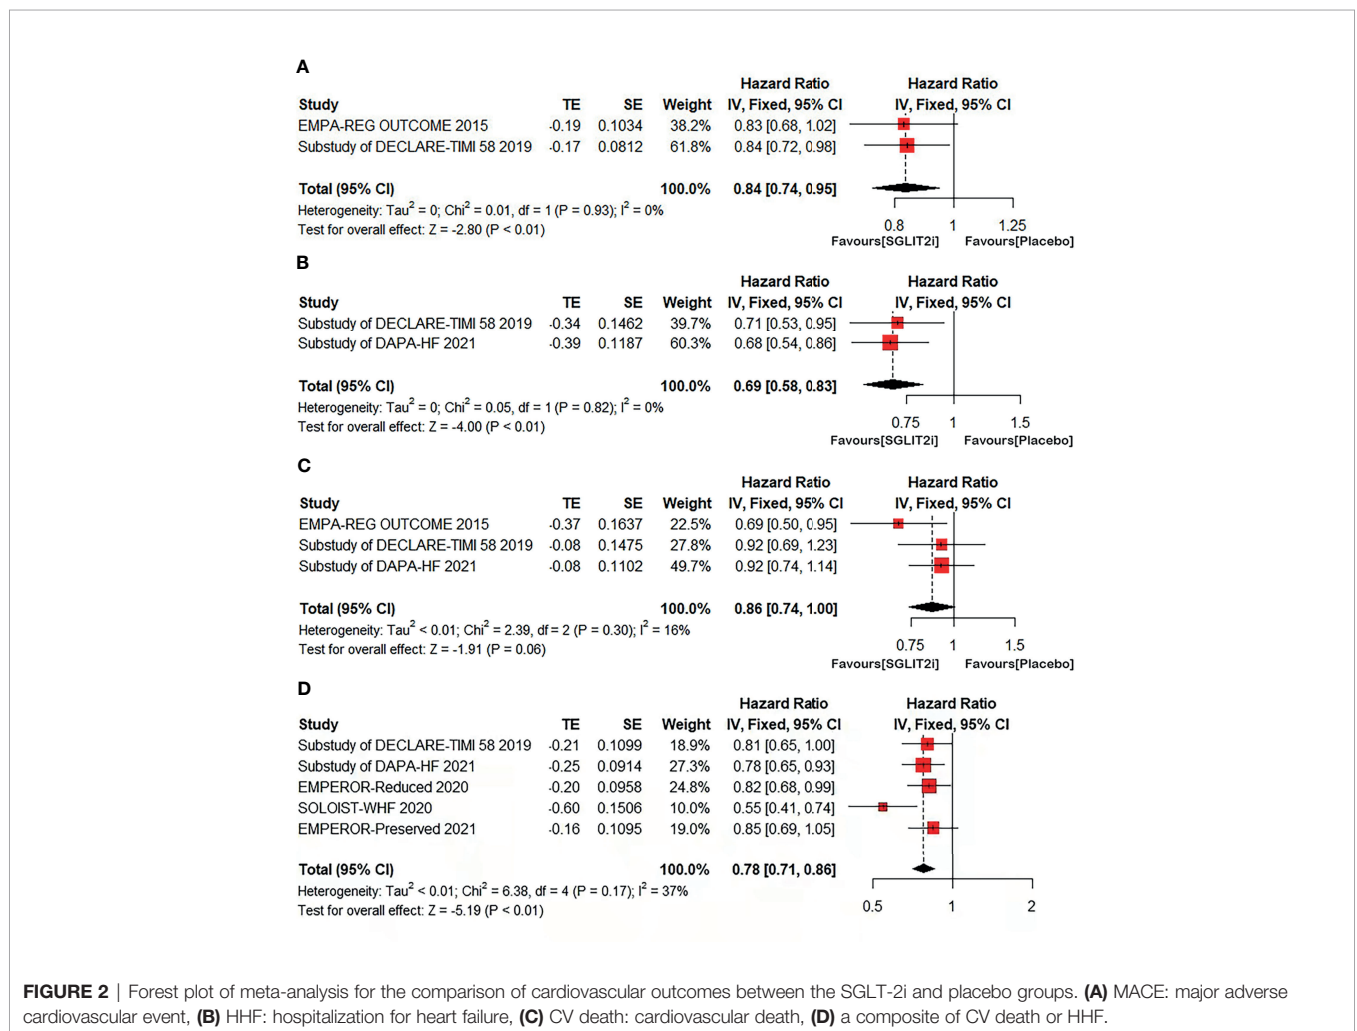 A
Hazard Ratio Hazard Ratio
Study TE SE Weight IV, Fixed, 95% CI IV, Fixed, 95% CI
EMPA-REG OUTCOME 2015 -0.19 0.1034 38.2% 0.83 [0.68, 1.02]
Substudy of DECLARE-TIMI 58 2019 -0.17 0.0812 61.8% 0.84 [0.72, 0.98]
Total (95% CI) 100.0% 0.84 [0.74, 0.95]
Heterogeneity: Tau² = 0; Chi² = 0.01, df = 1 (P = 0.93); I² = 0%
Test for overall effect: Z = -2.80 (P < 0.01)
0.8 1 1.25
Favours[SGLIT2i] Favours[Placebo]
B
Hazard Ratio Hazard Ratio
Study TE SE Weight IV, Fixed, 95% CI IV, Fixed, 95% CI
Substudy of DECLARE-TIMI 58 2019 -0.34 0.1462 39.7% 0.71 [0.53, 0.95]
Substudy of DAPA-HF 2021 -0.39 0.1187 60.3% 0.68 [0.54, 0.86]
Total (95% CI) 100.0% 0.69 [0.58, 0.83]
Heterogeneity: Tau² = 0; Chi² = 0.05, df = 1 (P = 0.82); I² = 0%
Test for overall effect: Z = -4.00 (P < 0.01)
0.75 1 1.5
Favours[SGLIT2i] Favours[Placebo]
C
Hazard Ratio Hazard Ratio
Study TE SE Weight IV, Fixed, 95% CI IV, Fixed, 95% CI
EMPA-REG OUTCOME 2015 -0.37 0.1637 22.5% 0.69 [0.50, 0.95]
Substudy of DECLARE-TIMI 58 2019 -0.08 0.1475 27.8% 0.92 [0.69, 1.23]
Substudy of DAPA-HF 2021 -0.08 0.1102 49.7% 0.92 [0.74, 1.14]
Total (95% CI) 100.0% 0.86 [0.74, 1.00]
Heterogeneity: Tau² < 0.01; Chi² = 2.39, df = 2 (P = 0.30); I² = 16%
Test for overall effect: Z = -1.91 (P = 0.06)
0.75 1 1.5
Favours[SGLIT2i] Favours[Placebo]
D
Hazard Ratio Hazard Ratio
Study TE SE Weight IV, Fixed, 95% CI IV, Fixed, 95% CI
Substudy of DECLARE-TIMI 58 2019 -0.21 0.1099 18.9% 0.81 [0.65, 1.00]
Substudy of DAPA-HF 2021 -0.25 0.0914 27.3% 0.78 [0.65, 0.93]
EMPEROR-Reduced 2020 -0.20 0.0958 24.8% 0.82 [0.68, 0.99]
SOLOIST-WHF 2020 -0.60 0.1506 10.0% 0.55 [0.41, 0.74]
EMPEROR-Preserved 2021 -0.16 0.1095 19.0% 0.85 [0.69, 1.05]
Total (95% CI) 100.0% 0.78 [0.71, 0.86]
Heterogeneity: Tau² < 0.01; Chi² = 6.38, df = 4 (P = 0.17); I² = 37%
Test for overall effect: Z = -5.19 (P < 0.01)
0.5 1 2
FIGURE 2 | Forest plot of meta-analysis for the comparison of cardiovascular outcomes between the SGLT-2i and placebo groups. (A) MACE: major adverse
cardiovascular event, (B) HHF: hospitalization for heart failure, (C) CV death: cardiovascular death, (D) a composite of CV death or HHF.